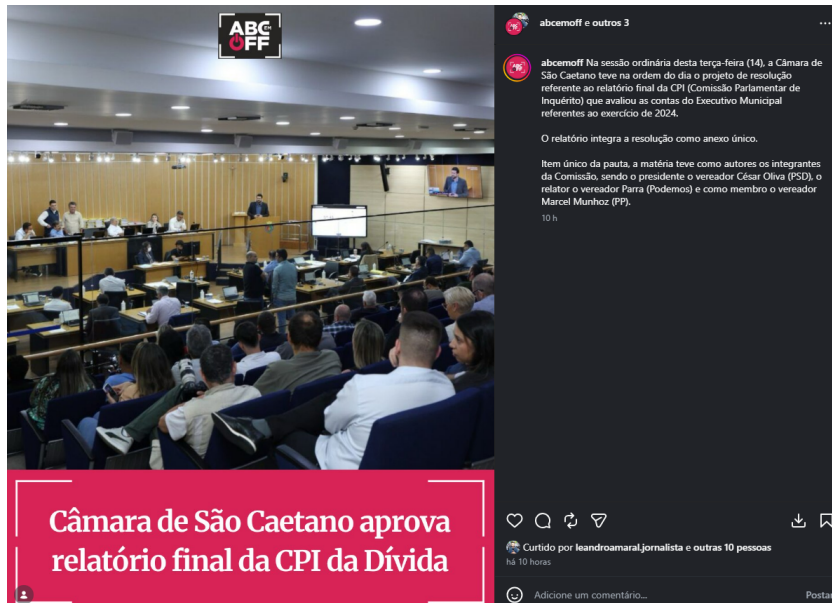 ABC EM
OFF
Câmara de São Caetano aprova
relatório final da CPI da Dívida
abcemoff e outros 3
abcemoff Na sessão ordinária desta terça-feira (14), a Câmara de
São Caetano teve na ordem do dia o projeto de resolução
referente ao relatório final da CPI (Comissão Parlamentar de
Inquérito) que avaliou as contas do Executivo Municipal
referentes ao exercício de 2024.
O relatório integra a resolução como anexo único.
Item único da pauta, a matéria teve como autores os integrantes
da Comissão, sendo o presidente o vereador César Oliva (PSD), o
relator o vereador Parra (Podemos) e como membro o vereador
Marcel Munhoz (PP).
10 h
Curtido por leandroamaral.jornalista e outras 10 pessoas
há 10 horas
Adicione um comentário...
Postar